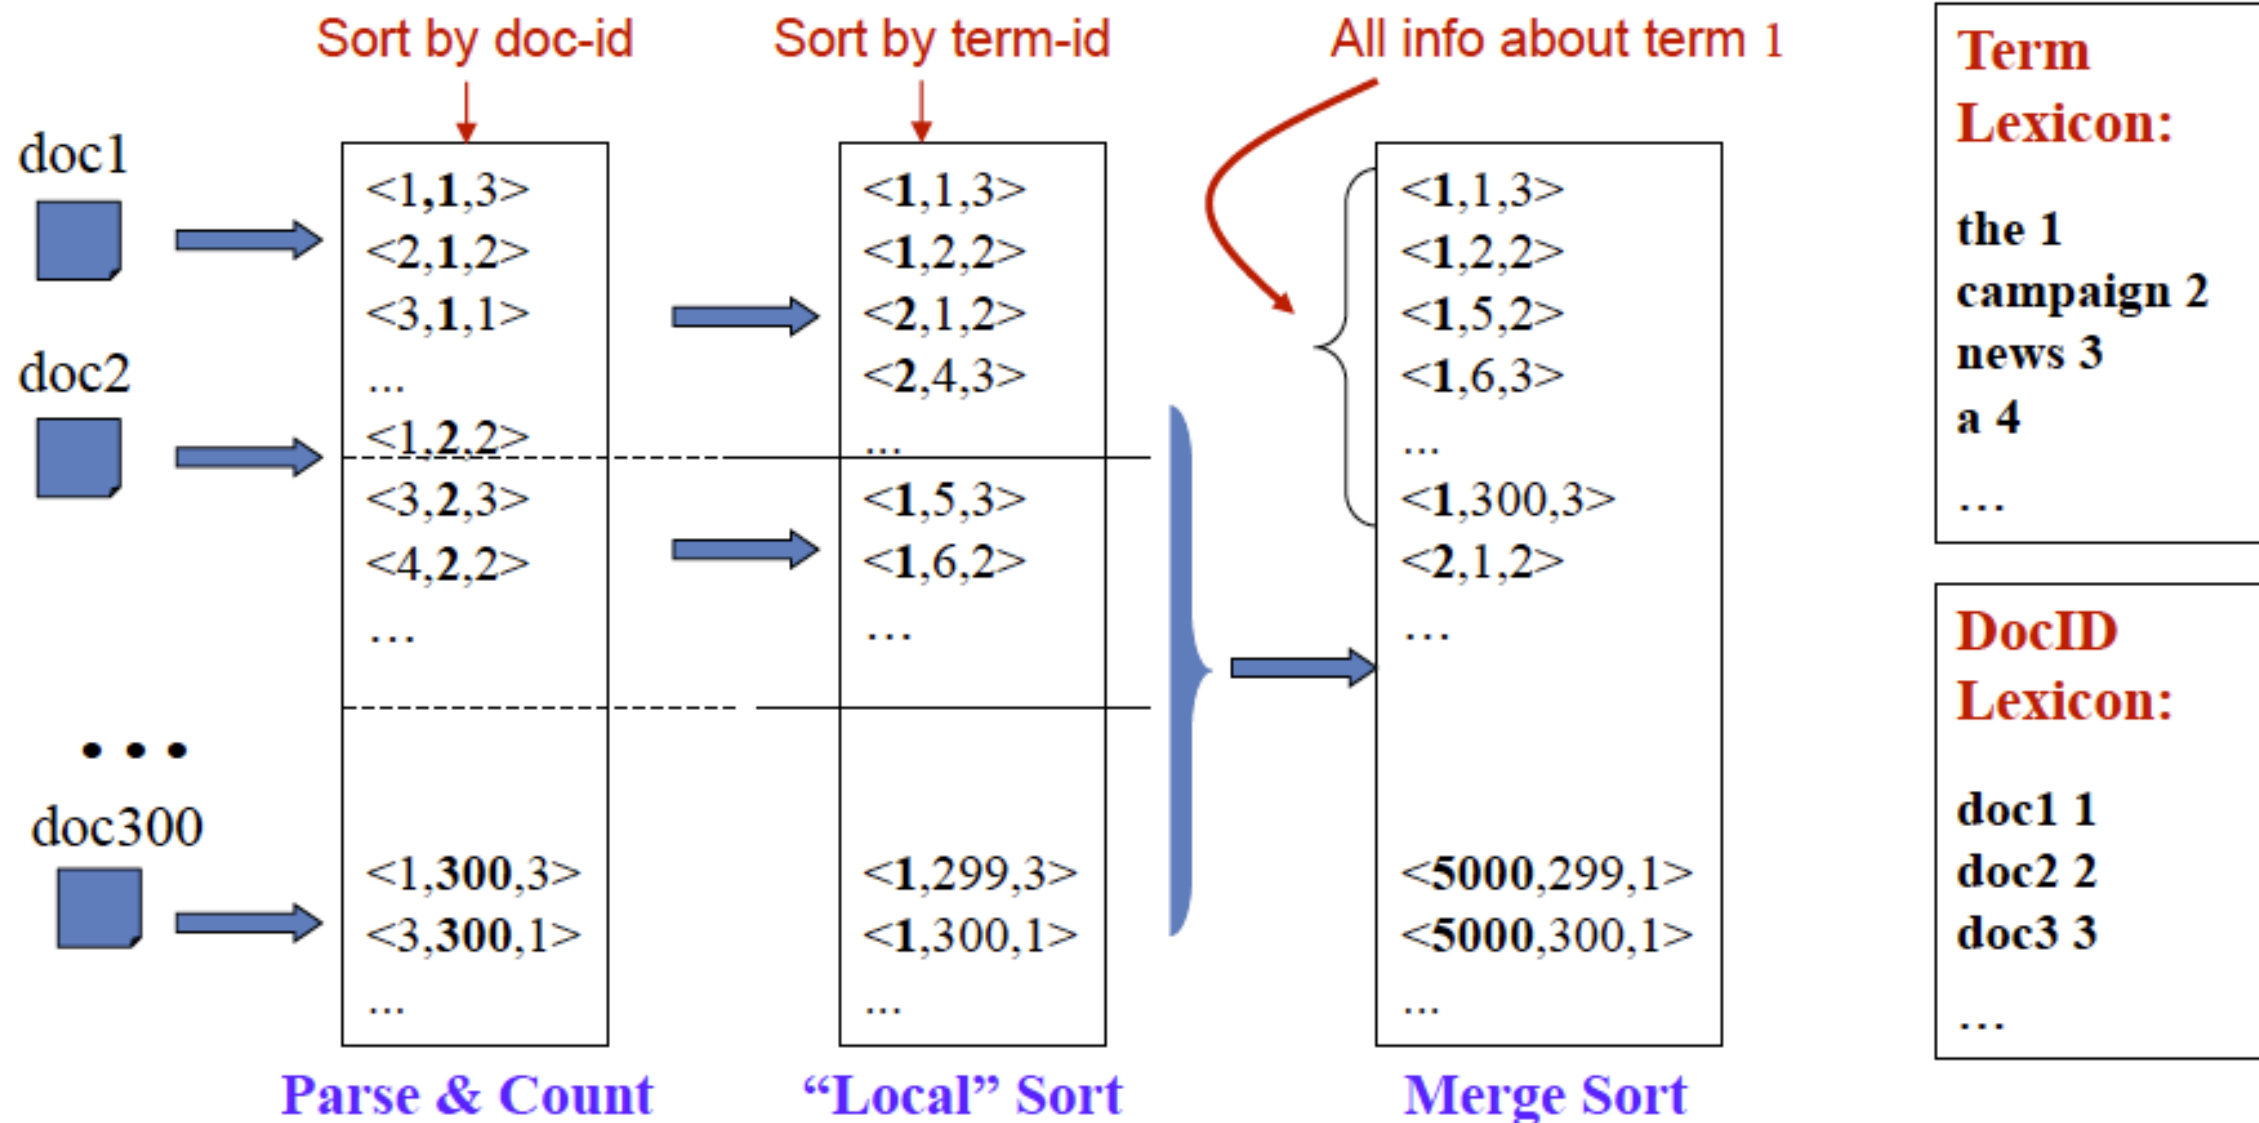 Sort by doc-id
Sort by term-id
All info about term 1
doc1
doc2
doc300
<1,1,3>
<2,1,2>
<3,1,1>
...
<1,2,2>
<3,2,3>
<4,2,2>
...
<1,300,3>
<3,300,1>
...
Parse & Count
<1,1,3>
<1,2,2>
<2,1,2>
<2,4,3>
...
<1,5,3>
<1,6,2>
...
<1,299,3>
<1,300,1>
...
“Local” Sort
<1,1,3>
<1,2,2>
<1,5,2>
<1,6,3>
...
<1,300,3>
<2,1,2>
...
<5000,299,1>
<5000,300,1>
...
Merge Sort
Term
Lexicon:
the 1
campaign 2
news 3
a 4
...
DocID
Lexicon:
doc1 1
doc2 2
doc3 3
...